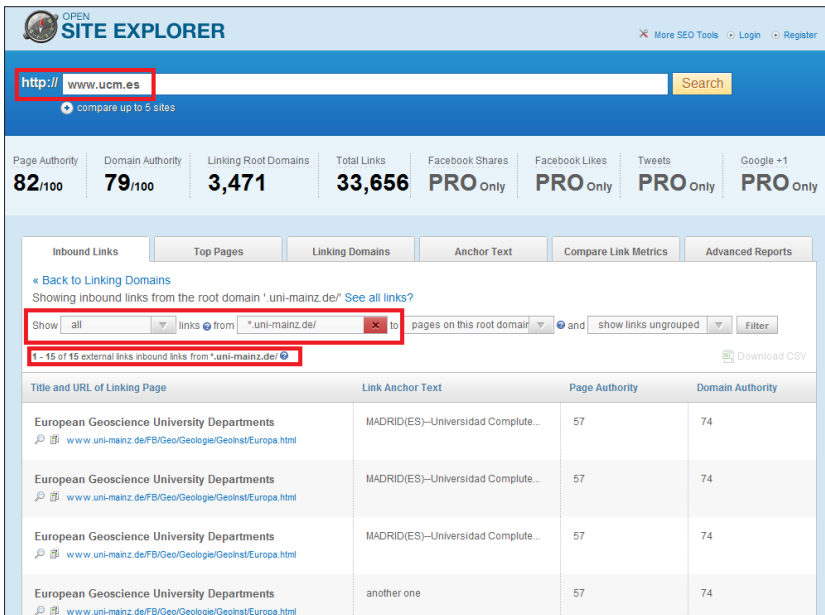 OPEN
SITE EXPLORER
More SEO Tools Login Register
http:// www.ucm.es Search
compare up to 5 sites
Page Authority Domain Authority Linking Root Domains Total Links Facebook Shares Facebook Likes Tweets Google +1
82/100 79/100 3,471 33,656 PRO Only PRO Only PRO Only PRO Only
Inbound Links Top Pages Linking Domains Anchor Text Compare Link Metrics Advanced Reports
« Back to Linking Domains
Showing inbound links from the root domain '.uni-mainz.de/' See all links?
Show all links ? from *.uni-mainz.de/ x to pages on this root domain ? and show links ungrouped Filter
1 - 15 of 15 external links inbound links from *.uni-mainz.de/ ?
Download CSV
Title and URL of Linking Page Link Anchor Text Page Authority Domain Authority
European Geoscience University Departments MADRID(ES)--Universidad Complute... 57 74
www.uni-mainz.de/FB/Geo/Geologie/GeoInst/Europa.html
European Geoscience University Departments MADRID(ES)--Universidad Complute... 57 74
www.uni-mainz.de/FB/Geo/Geologie/GeoInst/Europa.html
European Geoscience University Departments MADRID(ES)--Universidad Complute... 57 74
www.uni-mainz.de/FB/Geo/Geologie/GeoInst/Europa.html
European Geoscience University Departments another one 57 74
www.uni-mainz.de/FB/Geo/Geologie/GeoInst/Europa.html